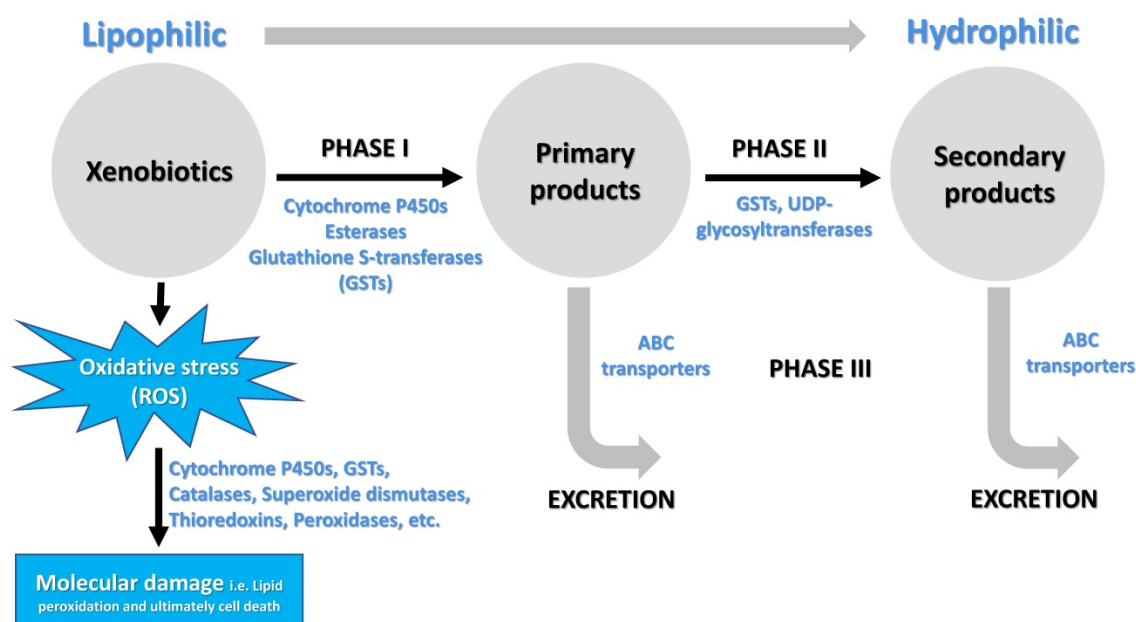 Lipophilic
Hydrophilic
Xenobiotics
PHASE I
Cytochrome P450s
Esterases
Glutathione S-transferases
(GSTs)
Primary
products
PHASE II
GSTs, UDP-
glycosyltransferases
Secondary
products
Oxidative stress
(ROS)
ABC
transporters
PHASE III
ABC
transporters
Cytochrome P450s, GSTs,
Catalases, Superoxide dismutases,
Thioredoxins, Peroxidases, etc.
EXCRETION
EXCRETION
Molecular damage i.e. Lipid
peroxidation and ultimately cell death